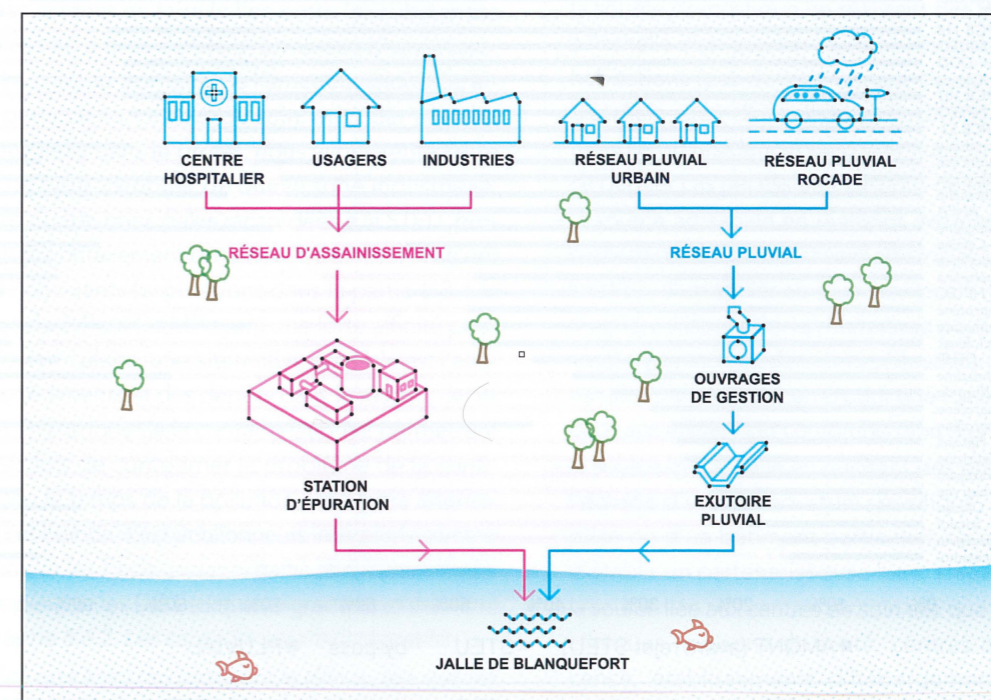 CENTRE
HOSPITALIER
USAGERS
INDUSTRIES
RÉSEAU PLUVIAL
URBAIN
RÉSEAU PLUVIAL
ROCADE
RÉSEAU D'ASSAINISSEMENT
RÉSEAU PLUVIAL
OUVRAGES
DE GESTION
STATION
D'ÉPURATION
EXUTOIRE
PLUVIAL
JALLE DE BLANQUEFORT